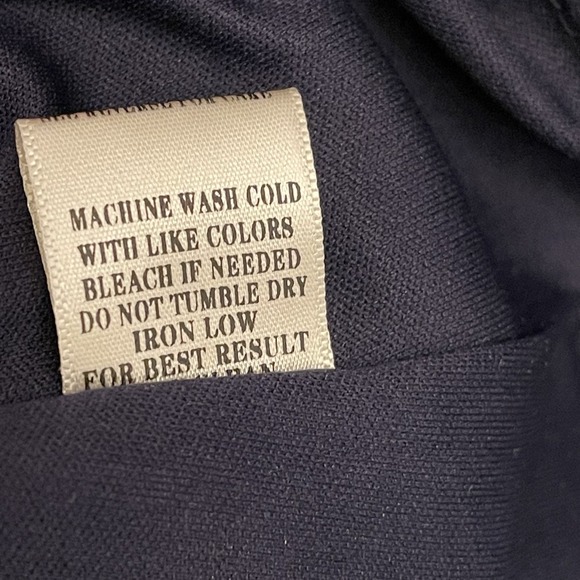 MACHINE WASH COLD
WITH LIKE COLORS
BLEACH IF NEEDED
DO NOT TUMBLE DRY
IRON LOW
FOR BEST RESULT